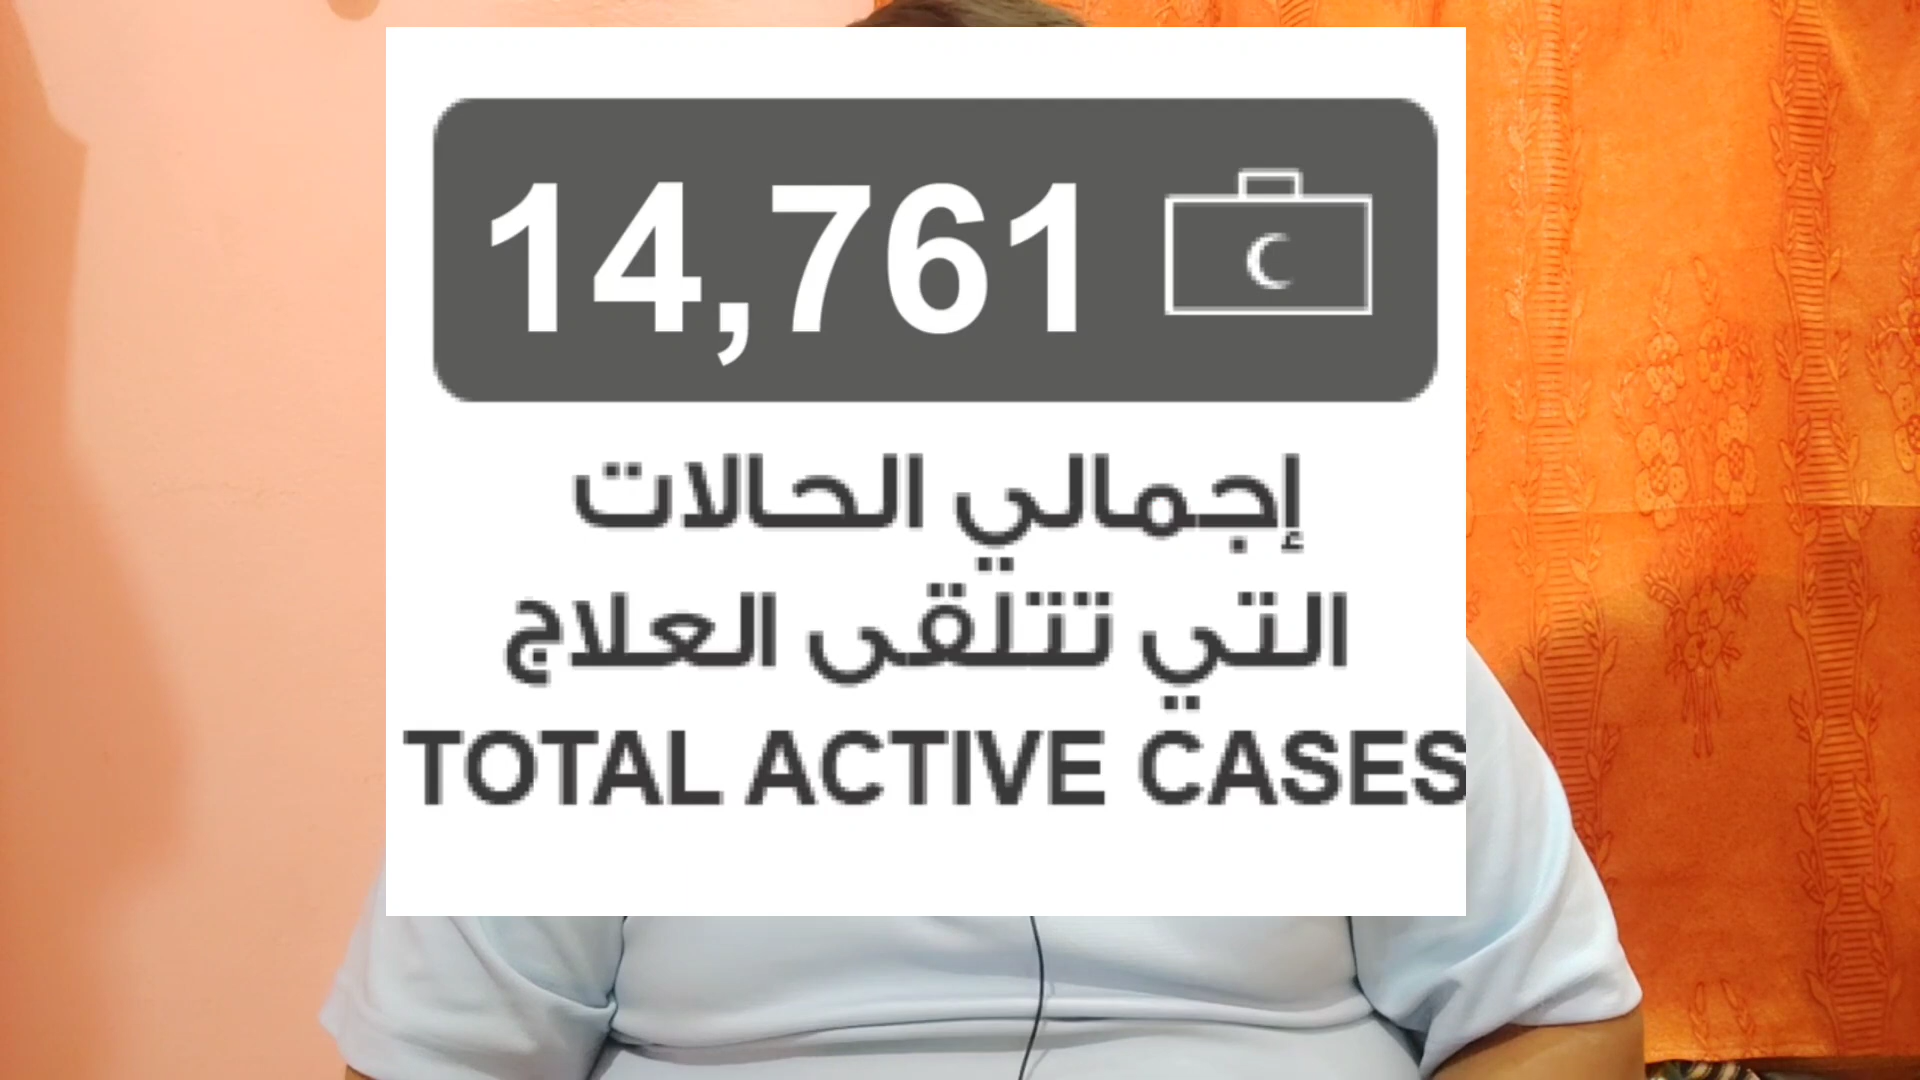 14,761
إجمالي الحالات
التي تتلقى العلاج
TOTAL ACTIVE CASES